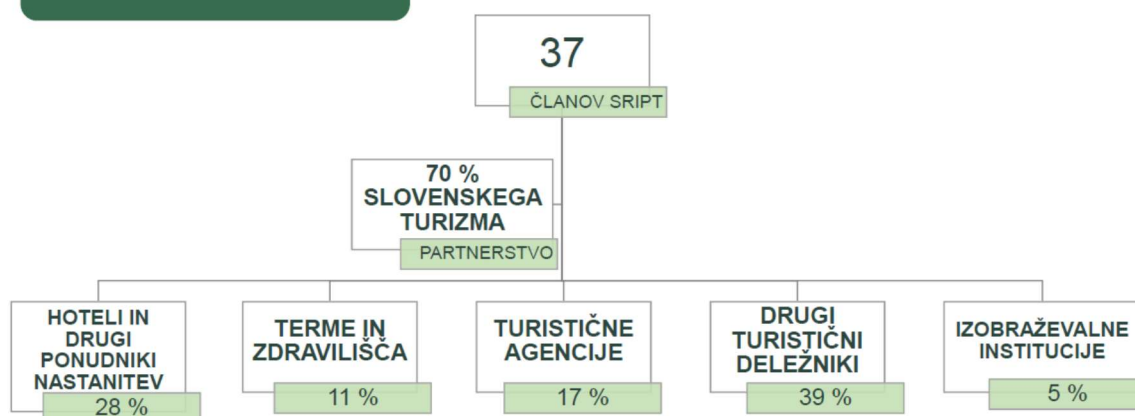 37
ČLANOV SRIPT
70 %
SLOVENSKEGA
TURIZMA
PARTNERSTVO
HOTELI IN
DRUGI
PONUDNIKI
NASTANITEV
28 %
TERME IN
ZDRAVILIŠČA
11 %
TURISTIČNE
AGENCIJE
17 %
DRUGI
TURISTIČNI
DELEŽNIKI
39 %
IZOBRAŽEVALNE
INSTITUCIJE
5 %